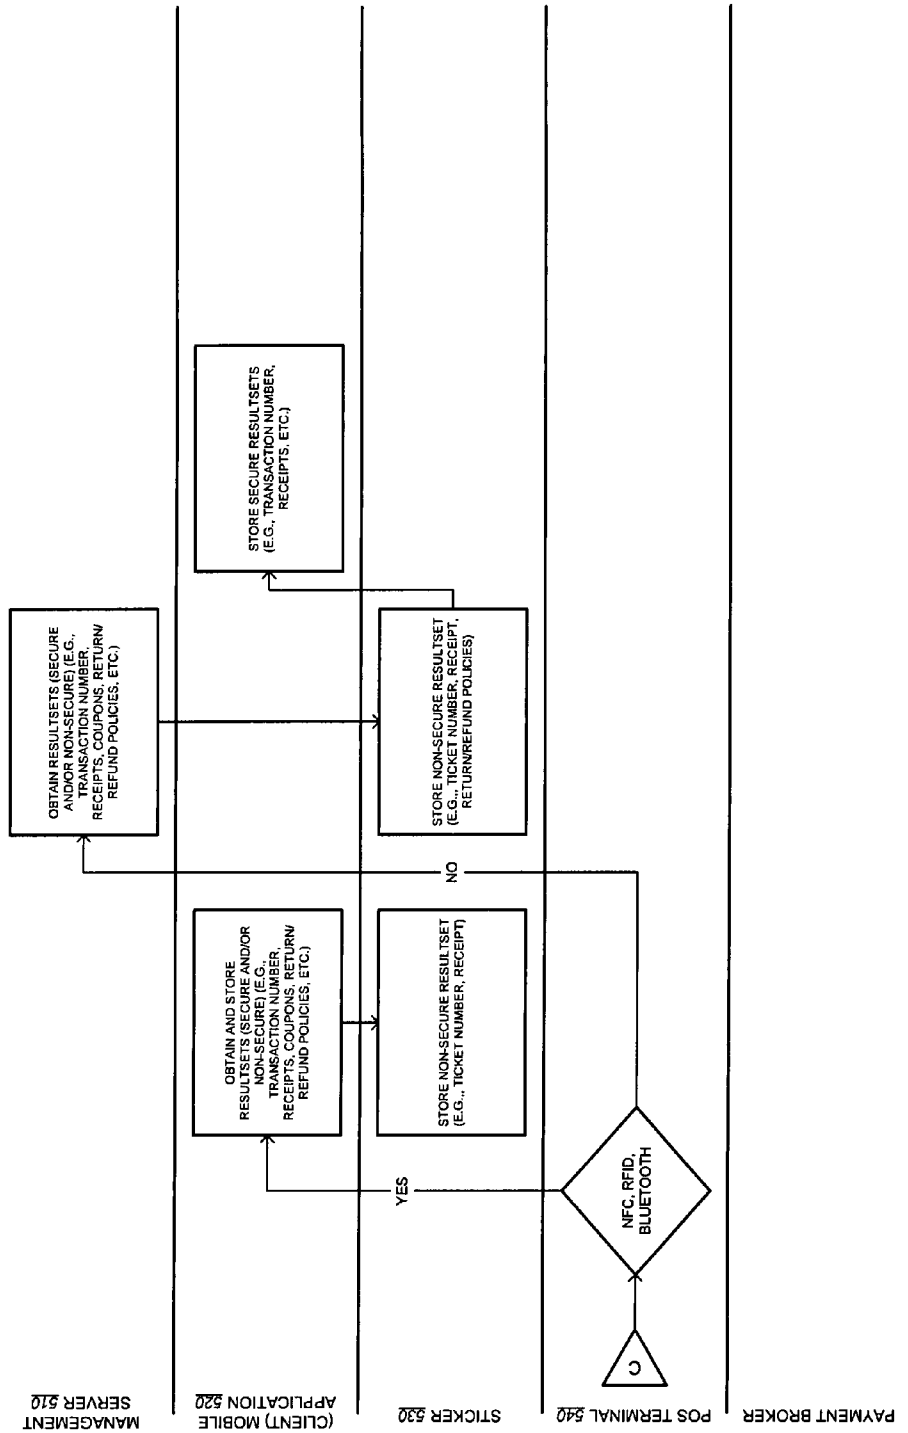 MANAGEMENT
SERVER 510
(CLIENT) MOBILE
APPLICATION 520
STICKER 530
POS TERMINAL 540
PAYMENT BROKER
C
NFC, RFID,
BLUETOOTH
YES
NO
OBTAIN AND STORE
RESULTSETS (SECURE AND/OR
NON-SECURE) (E.G.,
TRANSACTION NUMBER,
RECEIPTS, COUPONS, RETURN/
REFUND POLICIES, ETC.)
STORE NON-SECURE RESULTSET
(E.G.,., TICKET NUMBER, RECEIPT)
OBTAIN RESULTSETS (SECURE
AND/OR NON-SECURE) (E.G.,
TRANSACTION NUMBER,
RECEIPTS, COUPONS, RETURN/
REFUND POLICIES, ETC.)
STORE NON-SECURE RESULTSET
(E.G.,., TICKET NUMBER, RECEIPT,
RETURN/REFUND POLICIES)
STORE SECURE RESULTSETS
(E.G., TRANSACTION NUMBER,
RECEIPTS, ETC.)